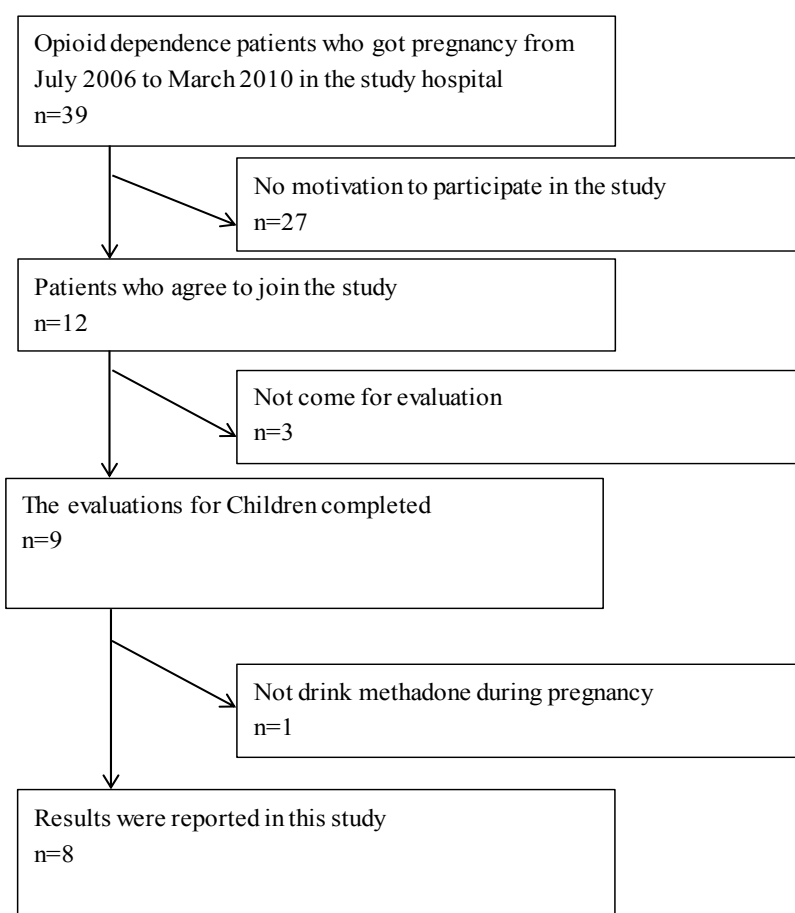 Opioid dependence patients who got pregnancy from
July 2006 to March 2010 in the study hospital
n=39
No motivation to participate in the study
n=27
Patients who agree to join the study
n=12
Not come for evaluation
n=3
The evaluations for Children completed
n=9
Not drink methadone during pregnancy
n=1
Results were reported in this study
n=8